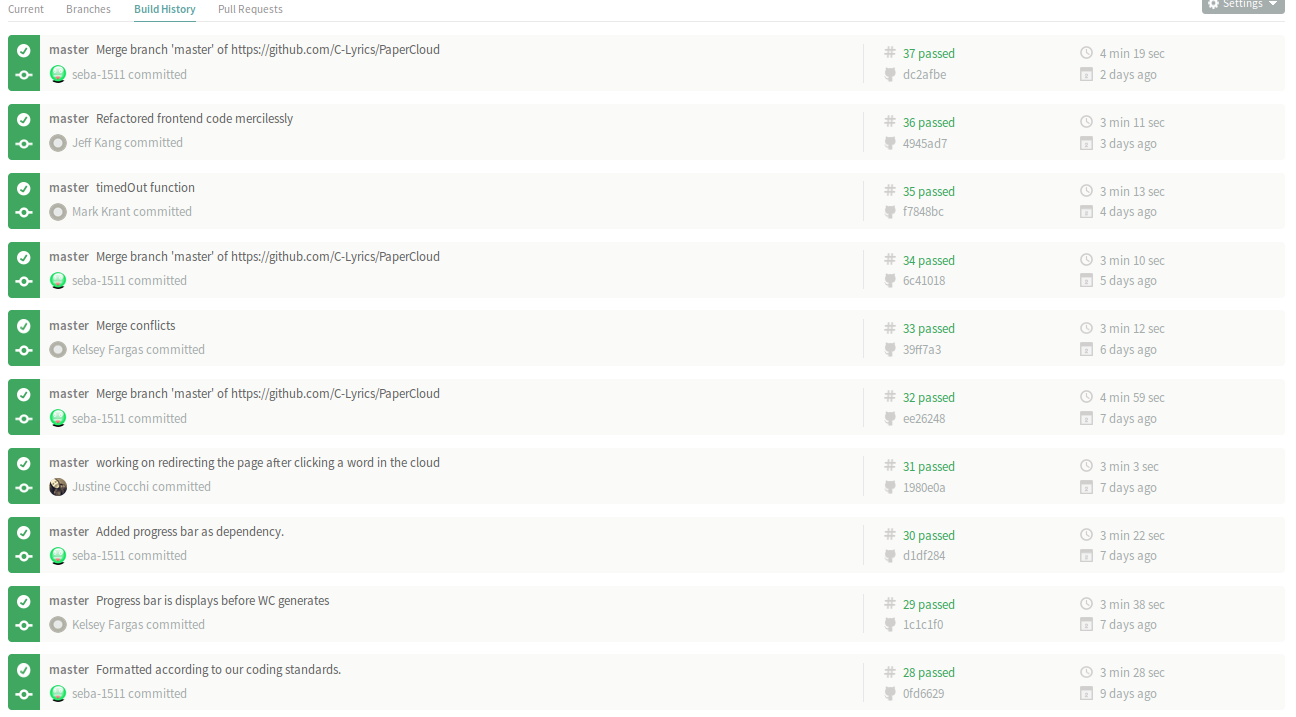 Current Branches Build History Pull Requests Settings
master Merge branch 'master' of https://github.com/C-Lyrics/PaperCloud
37 passed
4 min 19 sec
seba-1511 committed
dc2afbe
2 days ago
master Refactored frontend code mercilessly
36 passed
3 min 11 sec
Jeff Kang committed
4945ad7
3 days ago
master timedOut function
35 passed
3 min 13 sec
Mark Krant committed
f7848bc
4 days ago
master Merge branch 'master' of https://github.com/C-Lyrics/PaperCloud
34 passed
3 min 10 sec
seba-1511 committed
6c41018
5 days ago
master Merge conflicts
33 passed
3 min 12 sec
Kelsey Fargas committed
39ff7a3
6 days ago
master Merge branch 'master' of https://github.com/C-Lyrics/PaperCloud
32 passed
4 min 59 sec
seba-1511 committed
ee26248
7 days ago
master working on redirecting the page after clicking a word in the cloud
31 passed
3 min 3 sec
Justine Cocchi committed
1980e0a
7 days ago
master Added progress bar as dependency.
30 passed
3 min 22 sec
seba-1511 committed
d1df284
7 days ago
master Progress bar is displays before WC generates
29 passed
3 min 38 sec
Kelsey Fargas committed
1c1c1f0
7 days ago
master Formatted according to our coding standards.
28 passed
3 min 28 sec
seba-1511 committed
0fd6629
9 days ago